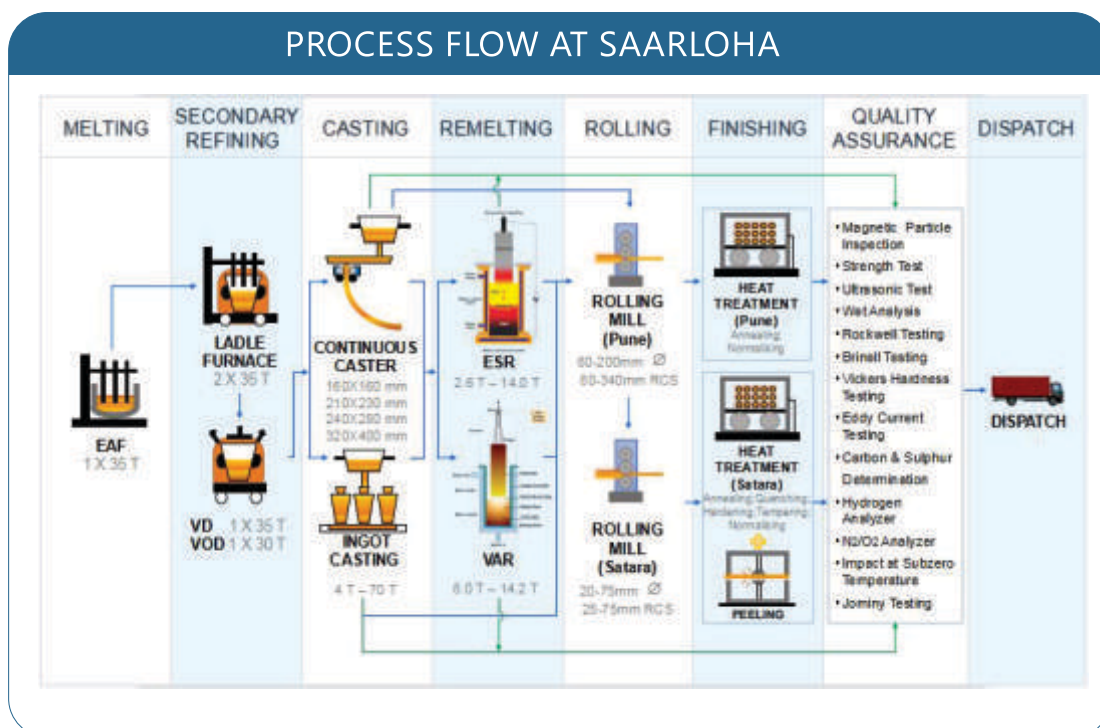 PROCESS FLOW AT SAARLOHA
MELTING
SECONDARY
REFINING
CASTING
REMELTING
ROLLING
FINISHING
QUALITY
ASSURANCE
DISPATCH
EAF
1 X 35 T
LADLE
FURNACE
2 X 35 T
VD 1 X 35 T
VOD 1 X 30 T
CONTINUOUS
CASTER
160X160 mm
210X230 mm
240X280 mm
320X400 mm
INGOT
CASTING
4 T – 70 T
ESR
2.6 T – 14.0 T
VAR
6.0 T – 14.2 T
ROLLING
MILL
(Pune)
60-200mm Ø
60-340mm RCS
ROLLING
MILL
(Satara)
20-75mm Ø
25-75mm RCS
HEAT
TREATMENT
(Pune)
Annealing
Normalising
HEAT
TREATMENT
(Satara)
Annealing, Quenching
Hardening, Tempering
Normalising
PEELING
• Magnetic Particle
Inspection
• Strength Test
• Ultrasonic Test
• Wet Analysis
• Rockwell Testing
• Brinell Testing
• Vickers Hardness
Testing
• Eddy Current
Testing
• Carbon & Sulphur
Determination
• Hydrogen
Analyzer
• N2/O2 Analyzer
• Impact at Subzero
Temperature
• Jominy Testing
DISPATCH